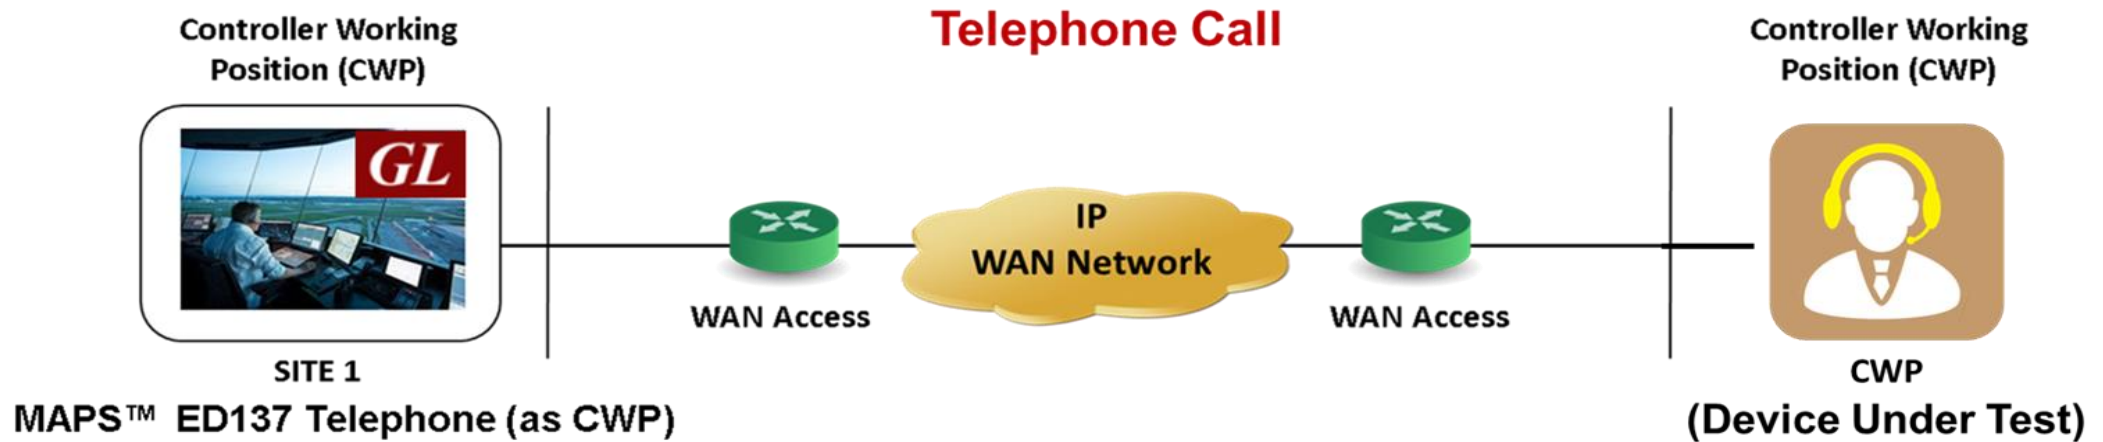 Telephone Call
Controller Working
Position (CWP)
GL
SITE 1
MAPS™ ED137 Telephone (as CWP)
WAN Access
IP
WAN Network
WAN Access
Controller Working
Position (CWP)
CWP
(Device Under Test)